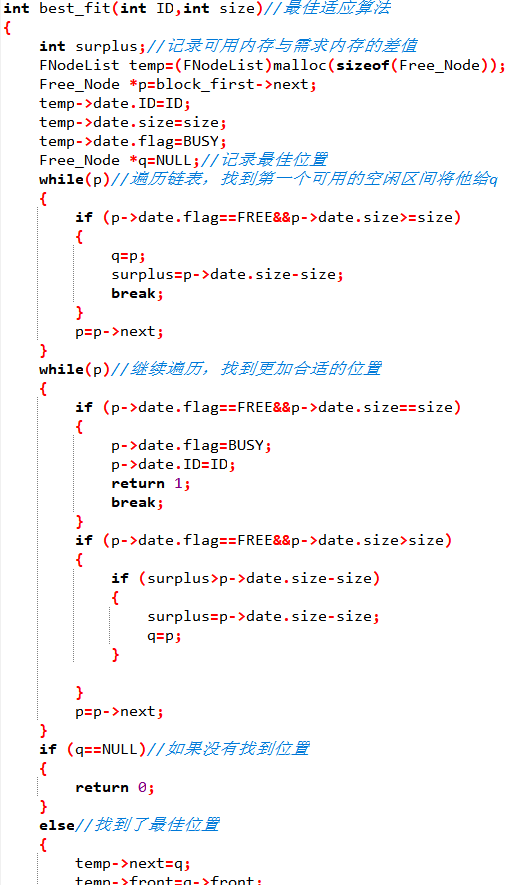 int best_fit(int ID,int size)//最佳适应算法
{
    int surplus;//记录可用内存与需求内存的差值
    FNodeList temp=(FNodeList)malloc(sizeof(Free_Node));
    Free_Node *p=block_first->next;
    temp->date.ID=ID;
    temp->date.size=size;
    temp->date.flag=BUSY;
    Free_Node *q=NULL;//记录最佳位置
    while(p)//遍历链表，找到第一个可用的空闲区间将他给q
    {
        if (p->date.flag==FREE&&p->date.size>=size)
        {
            q=p;
            surplus=p->date.size-size;
            break;
        }
        p=p->next;
    }
    while(p)//继续遍历，找到更加合适的位置
    {
        if (p->date.flag==FREE&&p->date.size==size)
        {
            p->date.flag=BUSY;
            p->date.ID=ID;
            return 1;
            break;
        }
        if (p->date.flag==FREE&&p->date.size>size)
        {
            if (surplus>p->date.size-size)
            {
                surplus=p->date.size-size;
                q=p;
            }

        }
        p=p->next;
    }
    if (q==NULL)//如果没有找到位置
    {
        return 0;
    }
    else//找到了最佳位置
    {
        temp->next=q;
        temp->front=q->front;